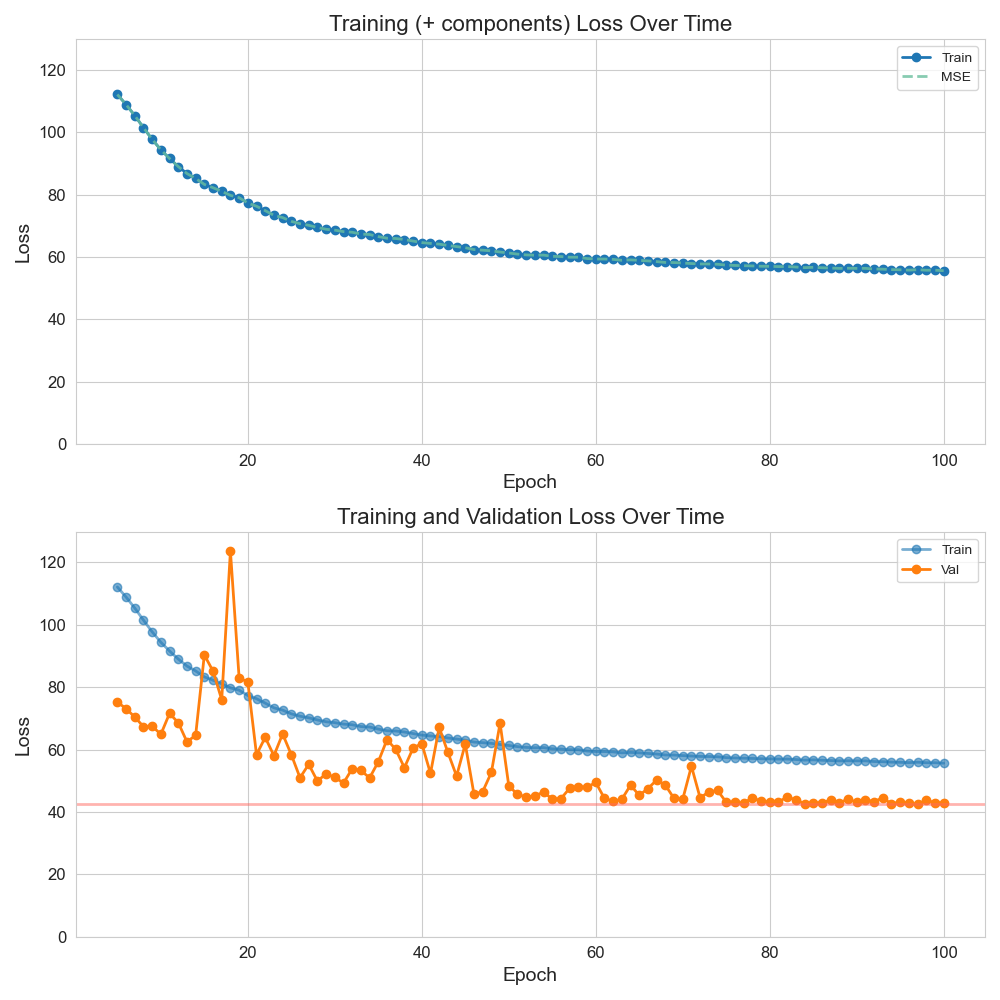 Training (+ components) Loss Over Time
Train
MSE
120
100
80
60
40
20
0
Loss
20 40 60 80 100
Epoch
Training and Validation Loss Over Time
Train
Val
120
100
80
60
40
20
0
Loss
20 40 60 80 100
Epoch